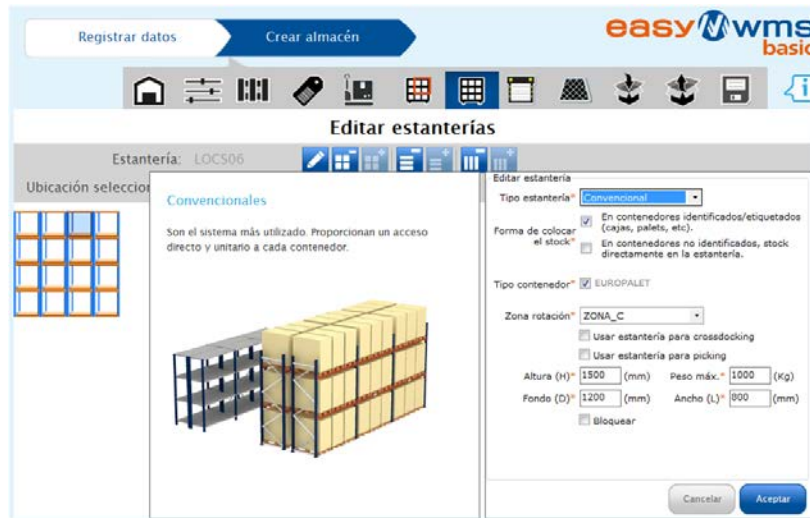 Registrar datos
Crear almacén
easy wms
basic
i
Editar estanterías
Estantería: LOCS06
Ubicación seleccion
Convencionales
Son el sistema más utilizado. Proporcionan un acceso
directo y unitario a cada contenedor.
Editar estantería
Tipo estantería* Convencional
Forma de colocar
el stock*
En contenedores identificados/etiquetados
(cajas, palets, etc).
En contenedores no identificados, stock
directamente en la estantería.
Tipo contenedor* EUROPALET
Zona rotación* ZONA_C
Usar estantería para crossdocking
Usar estantería para picking
Altura (H)* 1500 (mm) Peso máx.* 1000 (Kg)
Fondo (D)* 1200 (mm) Ancho (L)* 800 (mm)
Bloquear
Cancelar
Aceptar